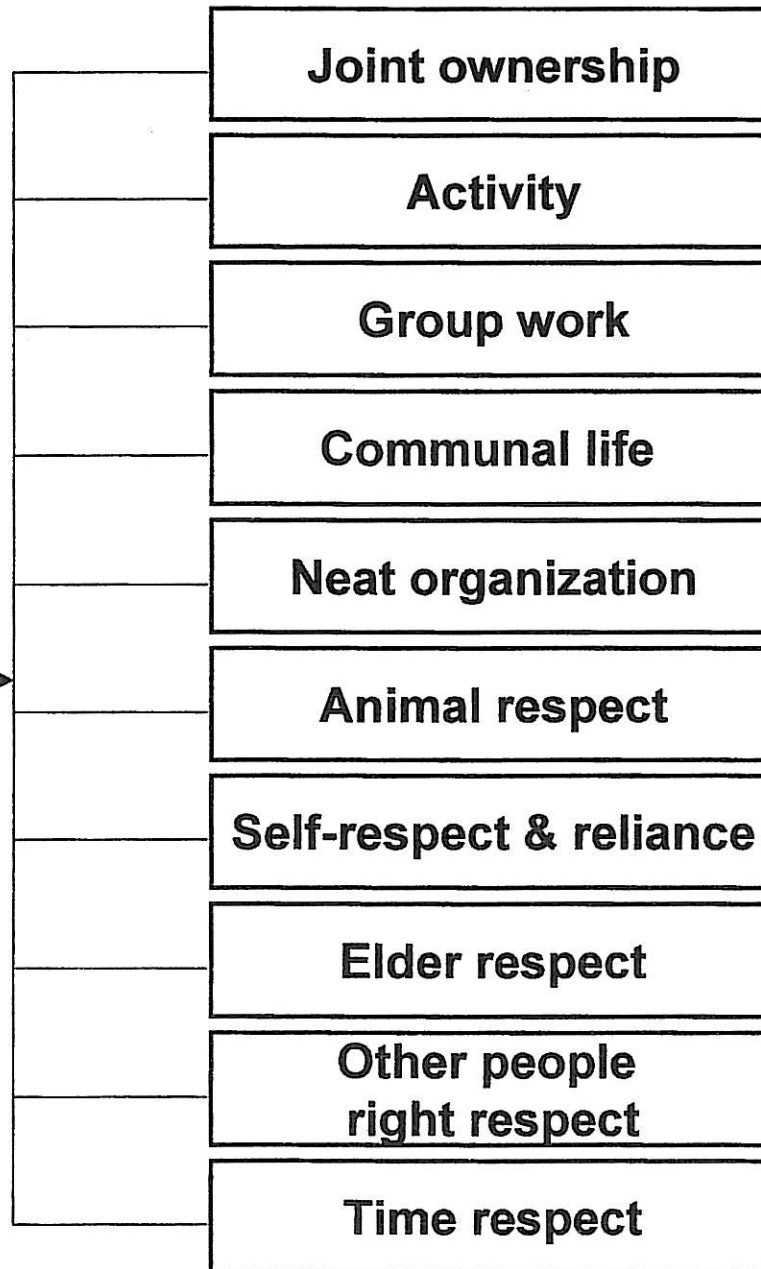 Joint ownership
Activity
Group work
Communal life
Neat organization
Animal respect
Self-respect & reliance
Elder respect
Other people
right respect
Time respect